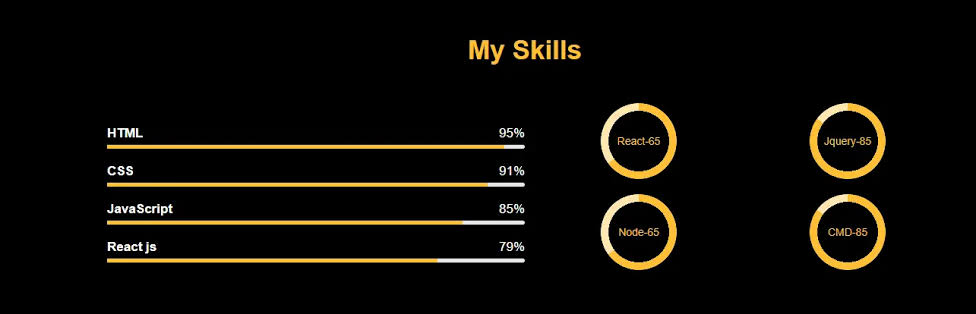 My Skills
HTML 95%
CSS 91%
JavaScript 85%
React js 79%
React-65
Jquery-85
Node-65
CMD-85